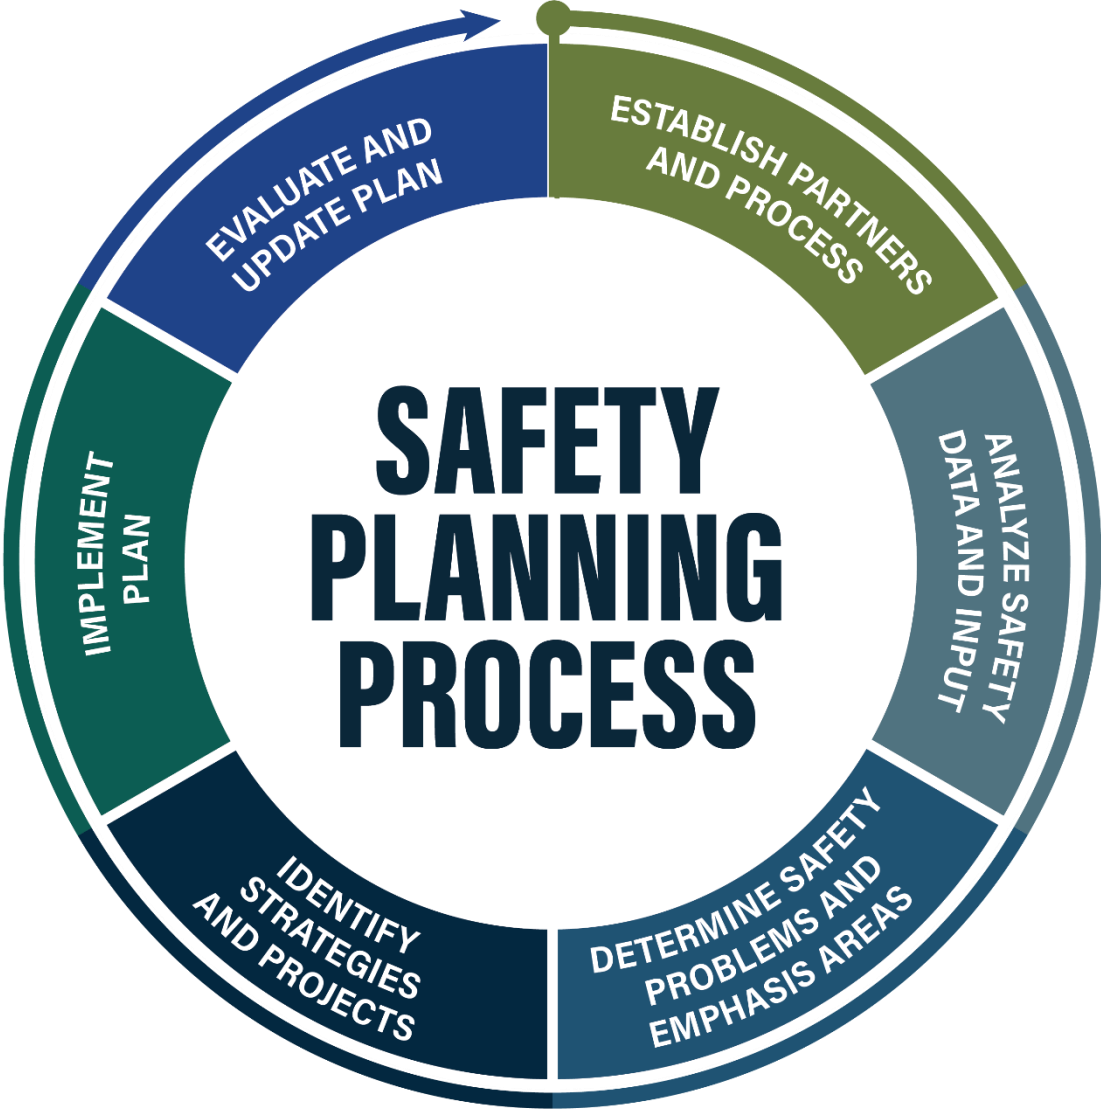 SAFETY
PLANNING
PROCESS
ESTABLISH PARTNERS
AND PROCESS
ANALYZE SAFETY
DATA AND INPUT
DETERMINE SAFETY
PROBLEMS AND
EMPHASIS AREAS
IDENTIFY
STRATEGIES
AND PROJECTS
IMPLEMENT
PLAN
EVALUATE AND
UPDATE PLAN